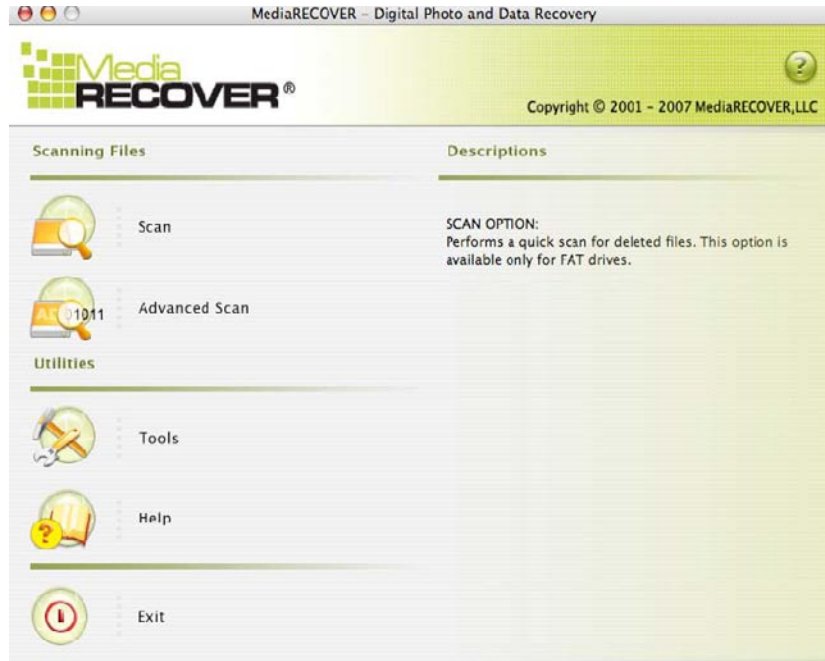 MediaRECOVER – Digital Photo and Data Recovery
Media
RECOVER®
?
Copyright © 2001 – 2007 MediaRECOVER,LLC
Scanning Files
Scan
AD 01011
Advanced Scan
Utilities
Tools
?
Help
Exit
Descriptions
SCAN OPTION:
Performs a quick scan for deleted files. This option is
available only for FAT drives.